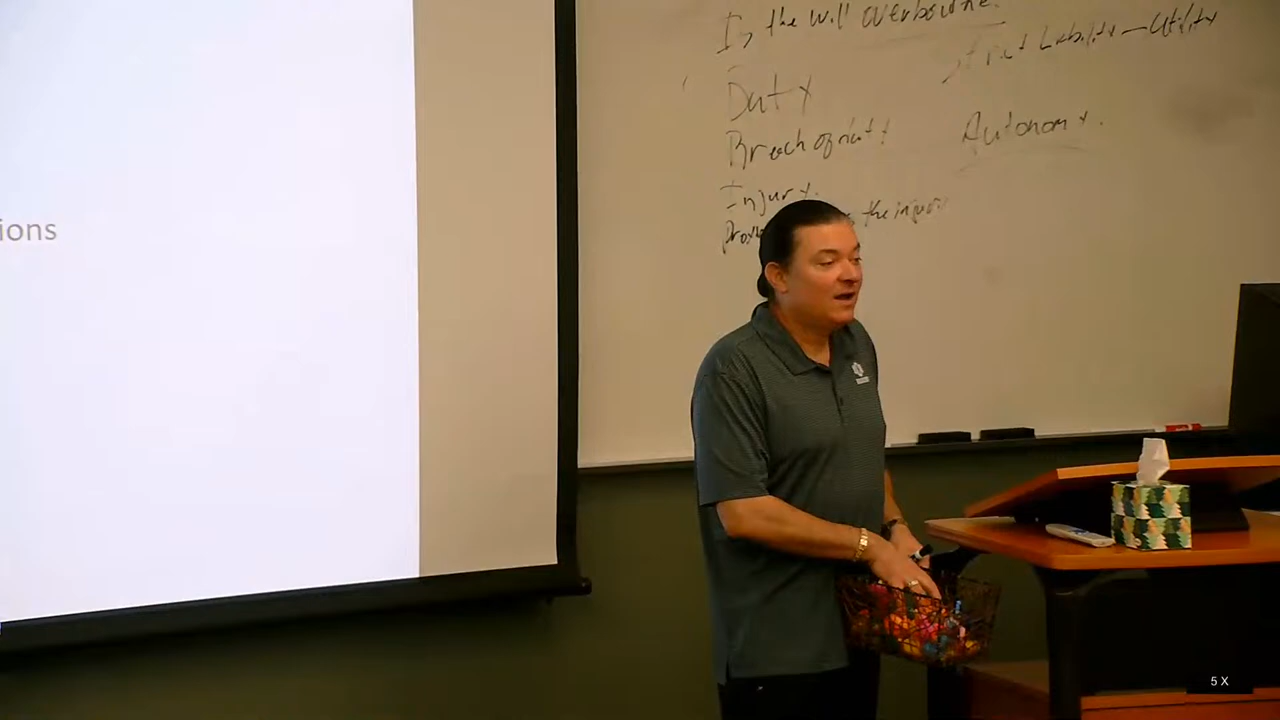 Is the will overborne.
Strict Liability — Utility
Duty
Autonomy.
Breach of duty
Injury.
the injury
ions
5 X